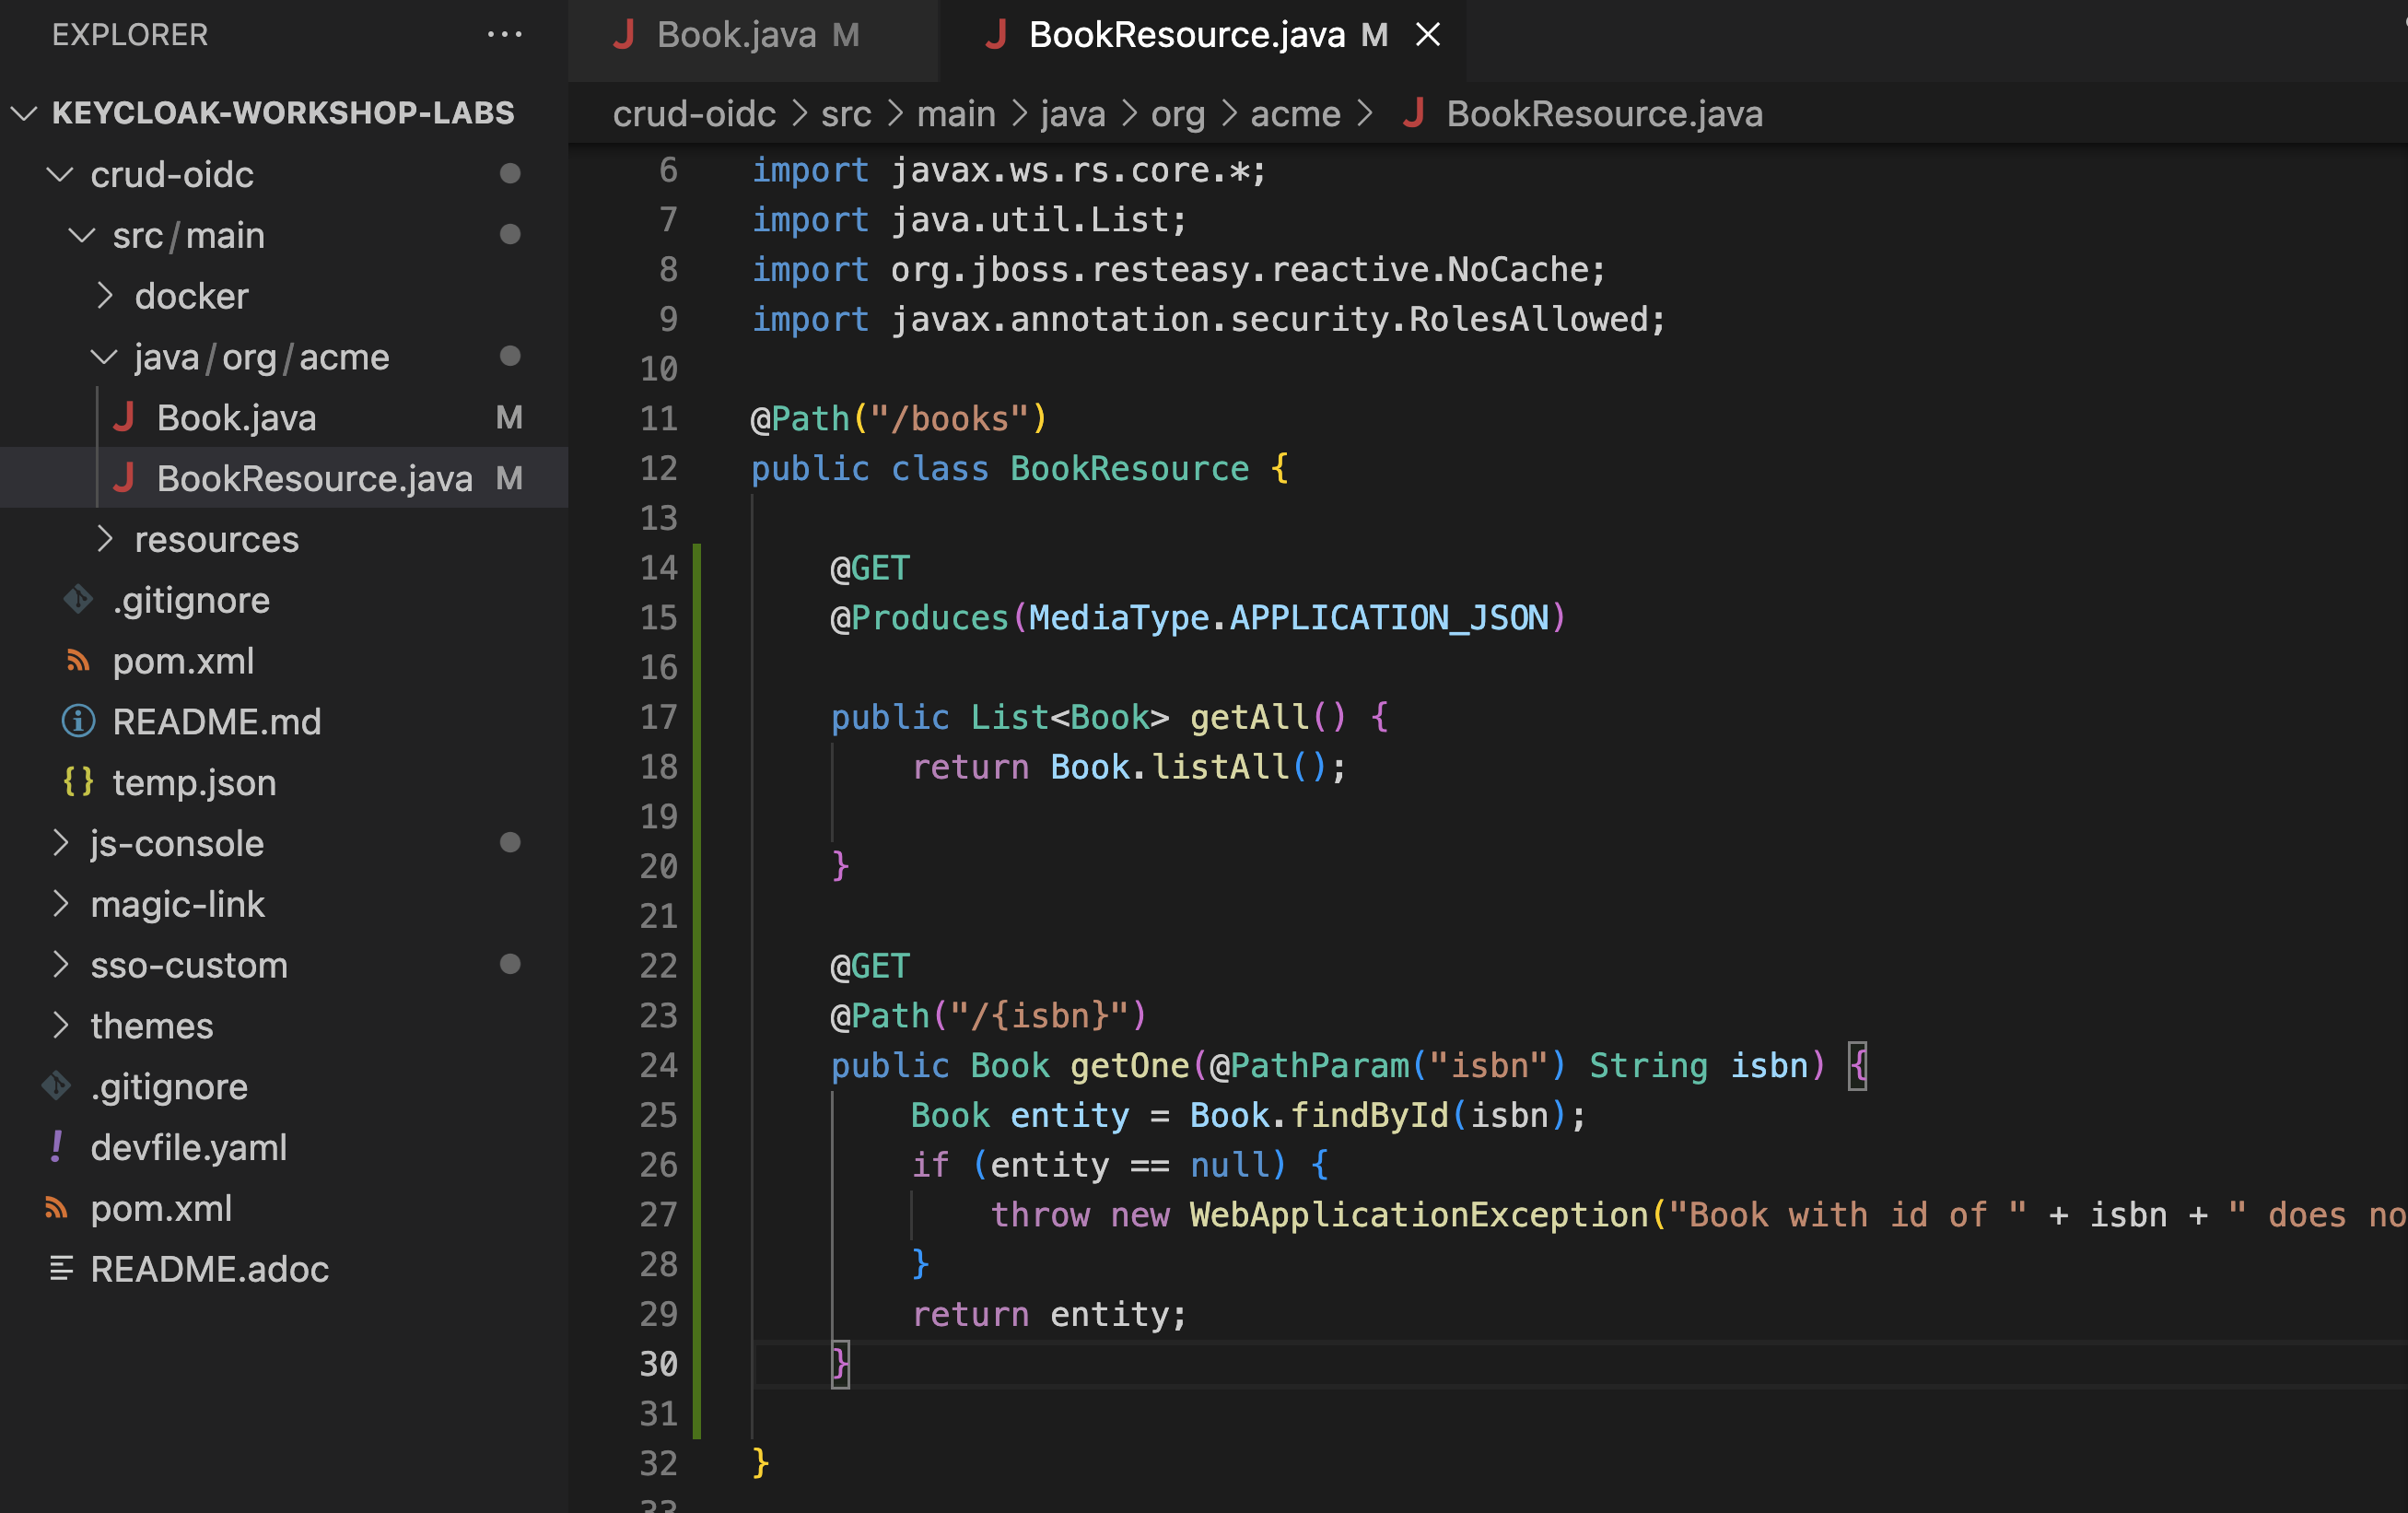 EXPLORER ...
KEYCLOAK-WORKSHOP-LABS
crud-oidc
src/main
docker
java/org/acme
Book.java M
BookResource.java M
resources
.gitignore
pom.xml
README.md
temp.json
js-console
magic-link
sso-custom
themes
.gitignore
devfile.yaml
pom.xml
README.adoc
Book.java M
BookResource.java M
crud-oidc > src > main > java > org > acme > BookResource.java
6 import javax.ws.rs.core.*;
7 import java.util.List;
8 import org.jboss.resteasy.reactive.NoCache;
9 import javax.annotation.security.RolesAllowed;
10
11 @Path("/books")
12 public class BookResource {
13
14 @GET
15 @Produces(MediaType.APPLICATION_JSON)
16
17 public List<Book> getAll() {
18 return Book.listAll();
19
20 }
21
22 @GET
23 @Path("/{isbn}")
24 public Book getOne(@PathParam("isbn") String isbn) {
25 Book entity = Book.findById(isbn);
26 if (entity == null) {
27 throw new WebApplicationException("Book with id of " + isbn + " does no
28 }
29 return entity;
30 }
31
32 }
33